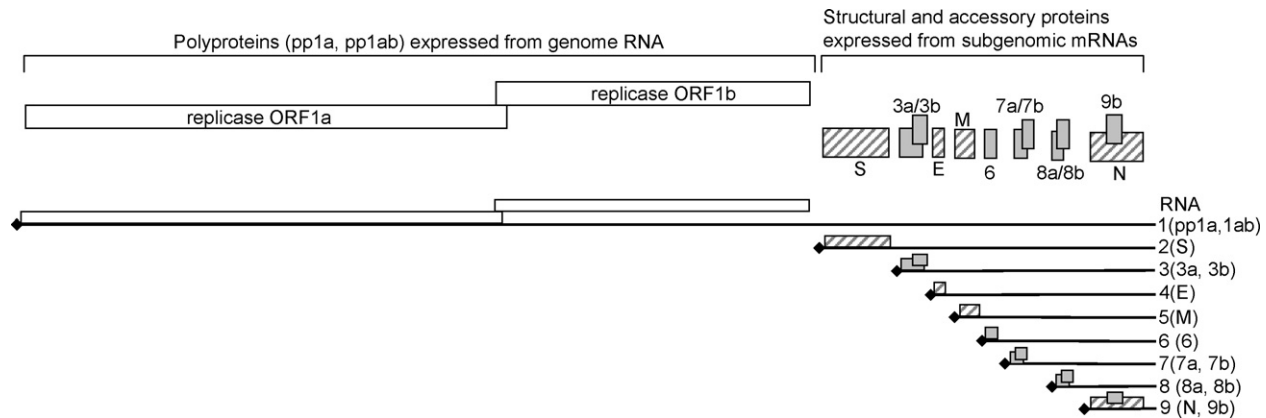 Structural and accessory proteins
Polyproteins (pp1a, pp1ab) expressed from genome RNA
expressed from subgenomic mRNAs
replicase ORF1b
replicase ORF1a
3a/3b
M
7a/7b
9b
S
E
6
8a/8b
N
RNA
1(pp1a,1ab)
2(S)
3(3a, 3b)
4(E)
5(M)
6 (6)
7(7a, 7b)
8 (8a, 8b)
9 (N, 9b)